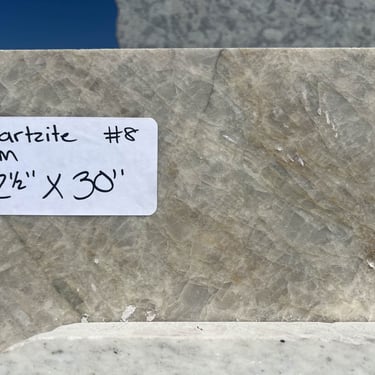 artzite #8
m
2½" X 30"